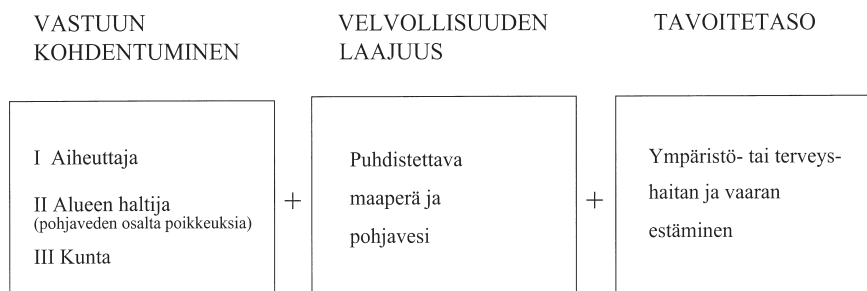 VASTUUN
KOHDENTUMINEN
VELVOLLISUUDEN
LAAJUUS
TAVOITETASO
I Aiheuttaja
II Alueen haltija
(pohjaveden osalta poikkeuksia)
III Kunta
+
Puhdistettava
maaperä ja
pohjavesi
+
Ympäristö- tai terveys-
haitan ja vaaran
estäminen